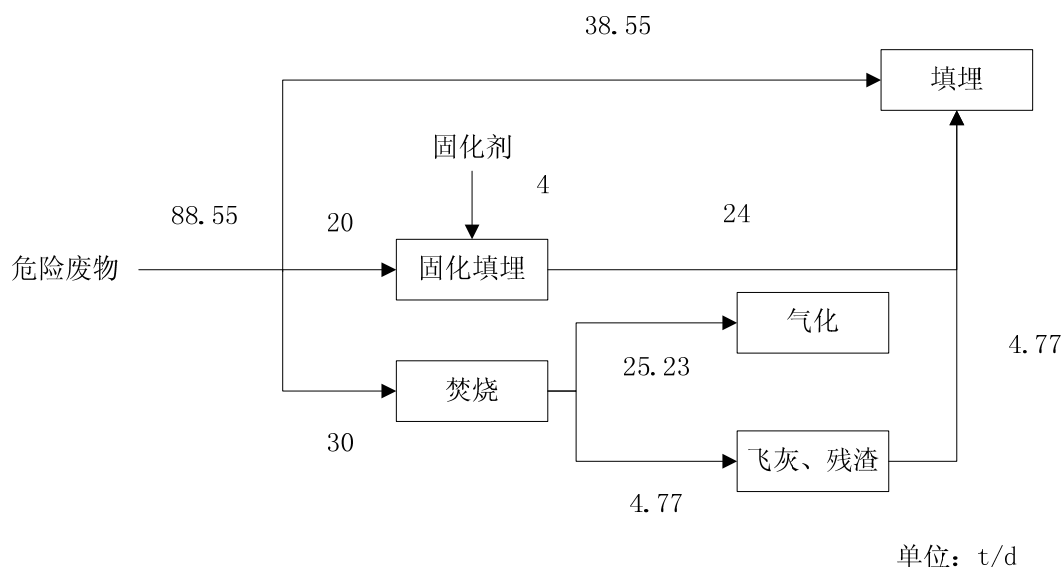 38.55
填埋
固化剂
4
88.55
20
24
危险废物
固化填埋
气化
4.77
25.23
焚烧
30
飞灰、残渣
4.77
单位：t/d